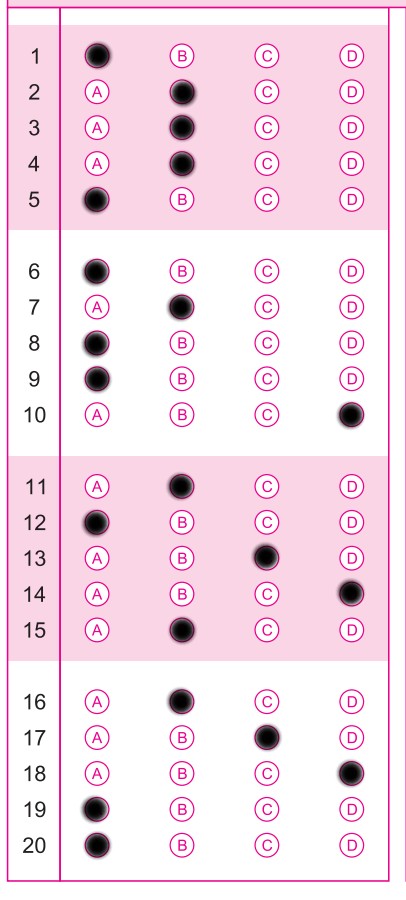 1 B C D
2 A C D
3 A C D
4 A C D
5 B C D
6 B C D
7 A C D
8 B C D
9 B C D
10 A B C
11 A C D
12 B C D
13 A B D
14 A B C
15 A C D
16 A C D
17 A B D
18 A B C
19 B C D
20 B C D